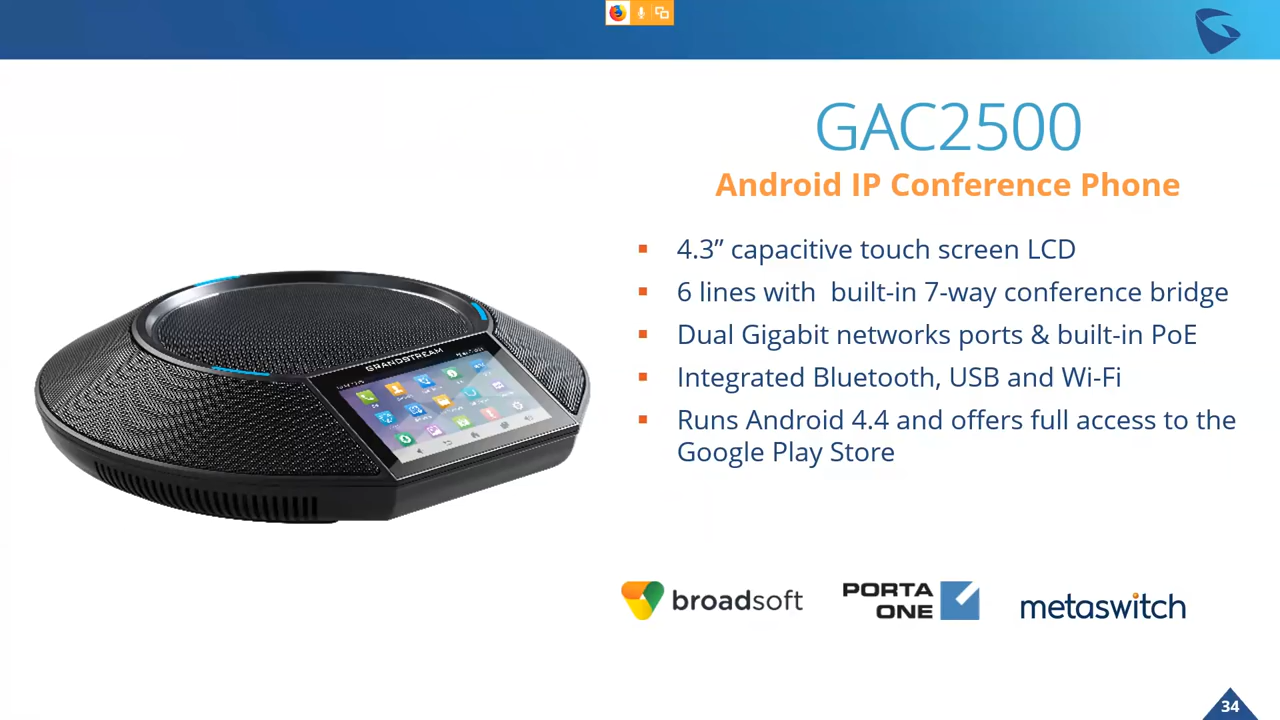 GAC2500
Android IP Conference Phone
▪ 4.3” capacitive touch screen LCD
▪ 6 lines with  built-in 7-way conference bridge
▪ Dual Gigabit networks ports & built-in PoE
▪ Integrated Bluetooth, USB and Wi-Fi
▪ Runs Android 4.4 and offers full access to the
Google Play Store
GRANDSTREAM
broadsoft
PORTA
ONE
metaswitch
34